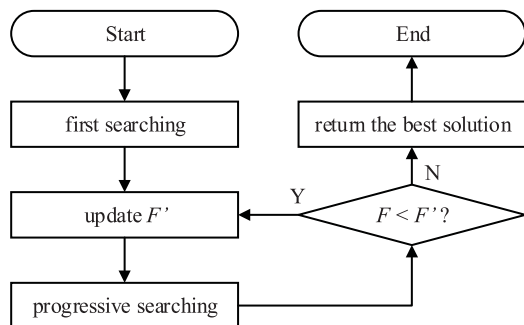 Start
first searching
update F’
progressive searching
F < F’?
Y
N
return the best solution
End